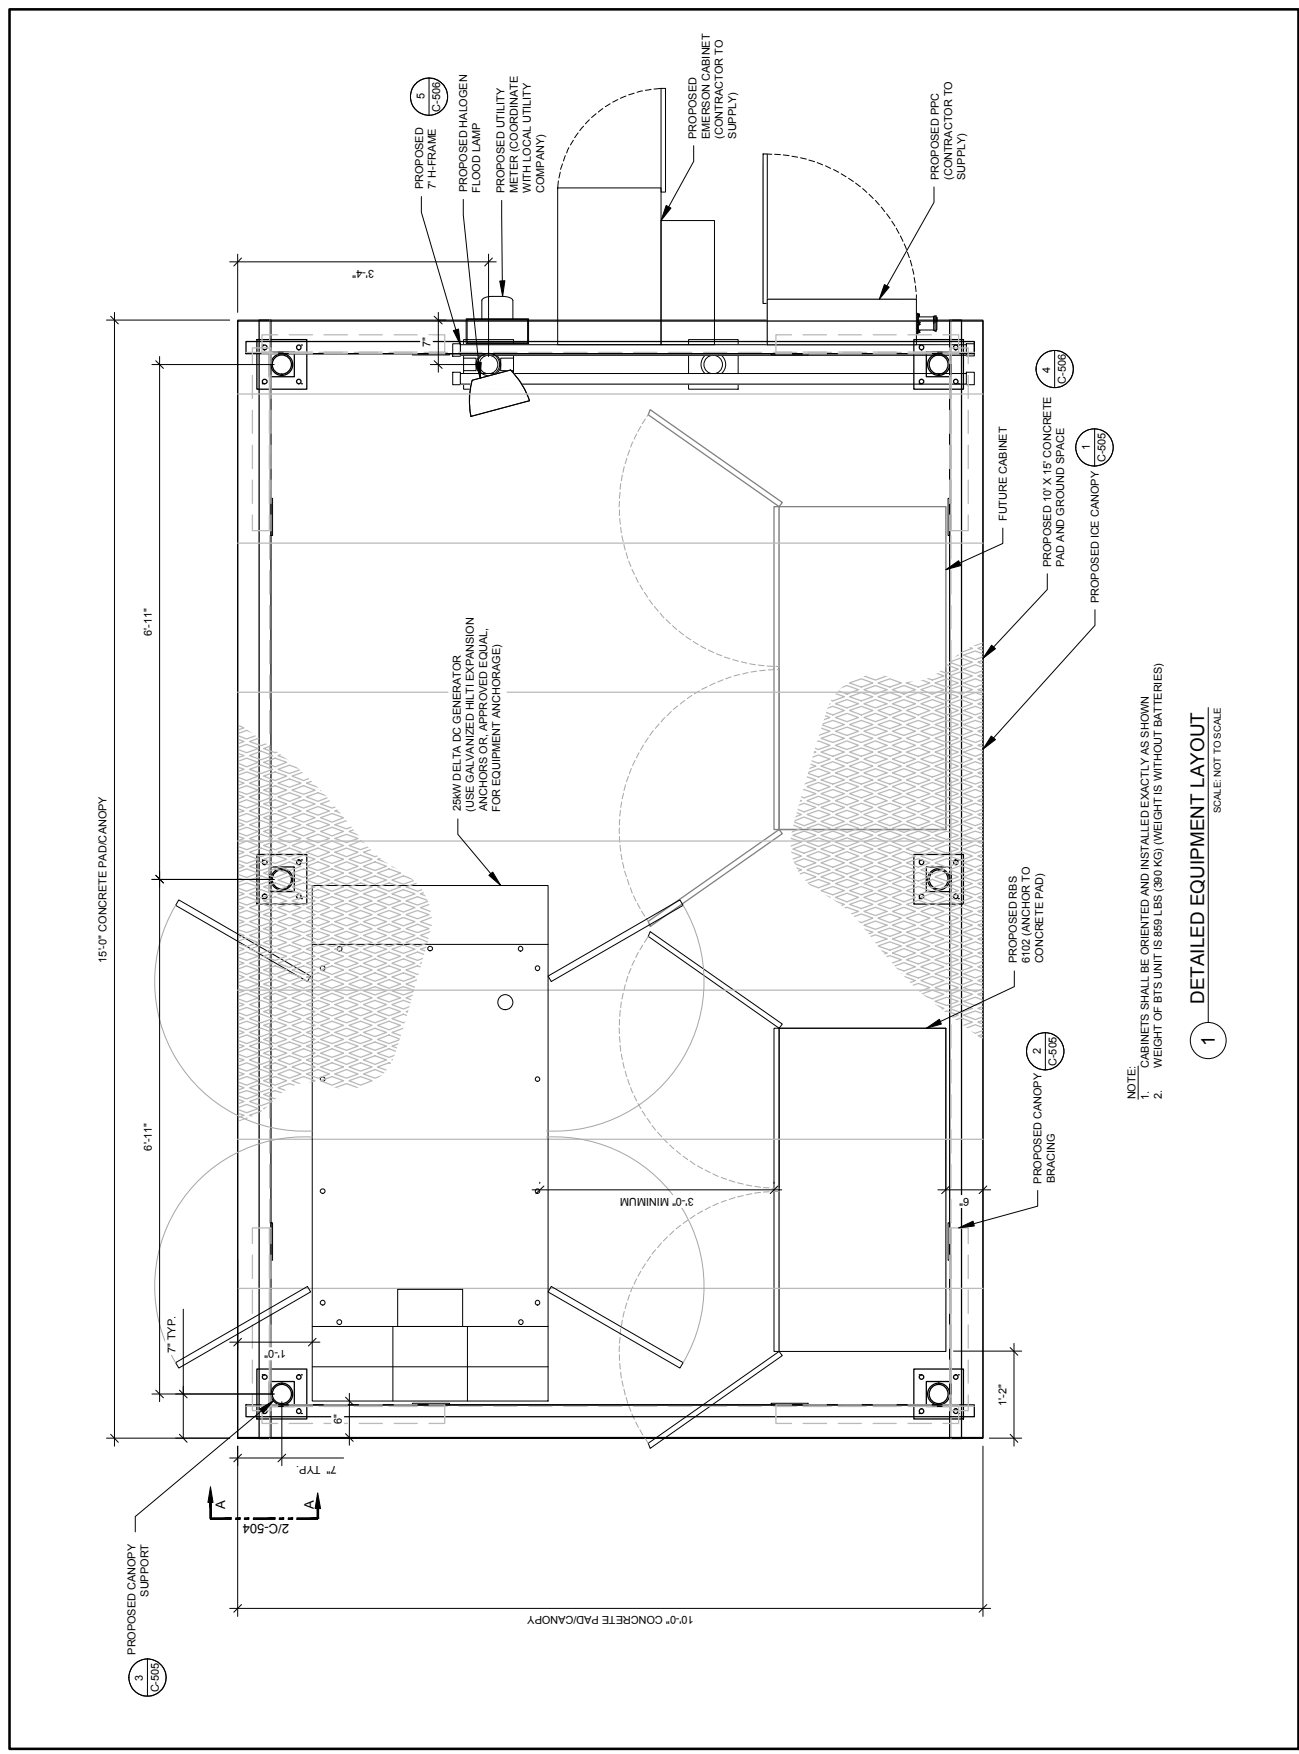 15'-0" CONCRETE PAD/CANOPY
6'-11"
6'-11"
7" TYP.
1'-0"
6"
7" TYP.
3'-4"
7"
PROPOSED CANOPY
SUPPORT
3
C-505
A
A
2/C-504
10'-0" CONCRETE PAD/CANOPY
PROPOSED
7' H-FRAME
5
C-506
PROPOSED HALOGEN
FLOOD LAMP
PROPOSED UTILITY
METER (COORDINATE
WITH LOCAL UTILITY
COMPANY)
PROPOSED
EMERSON CABINET
(CONTRACTOR TO
SUPPLY)
PROPOSED PPC
(CONTRACTOR TO
SUPPLY)
25kW DELTA DC GENERATOR
(USE GALVANIZED HILTI EXPANSION
ANCHORS OR, APPROVED EQUAL,
FOR EQUIPMENT ANCHORAGE)
3'-0" MINIMUM
6"
1'-2"
PROPOSED CANOPY
BRACING
2
C-505
PROPOSED RBS
6102 (ANCHOR TO
CONCRETE PAD)
FUTURE CABINET
PROPOSED 10' X 15' CONCRETE
PAD AND GROUND SPACE
4
C-506
PROPOSED ICE CANOPY
1
C-505
NOTE:
1. CABINETS SHALL BE ORIENTED AND INSTALLED EXACTLY AS SHOWN
2. WEIGHT OF BTS UNIT IS 859 LBS (390 KG) (WEIGHT IS WITHOUT BATTERIES)
1
DETAILED EQUIPMENT LAYOUT
SCALE: NOT TO SCALE